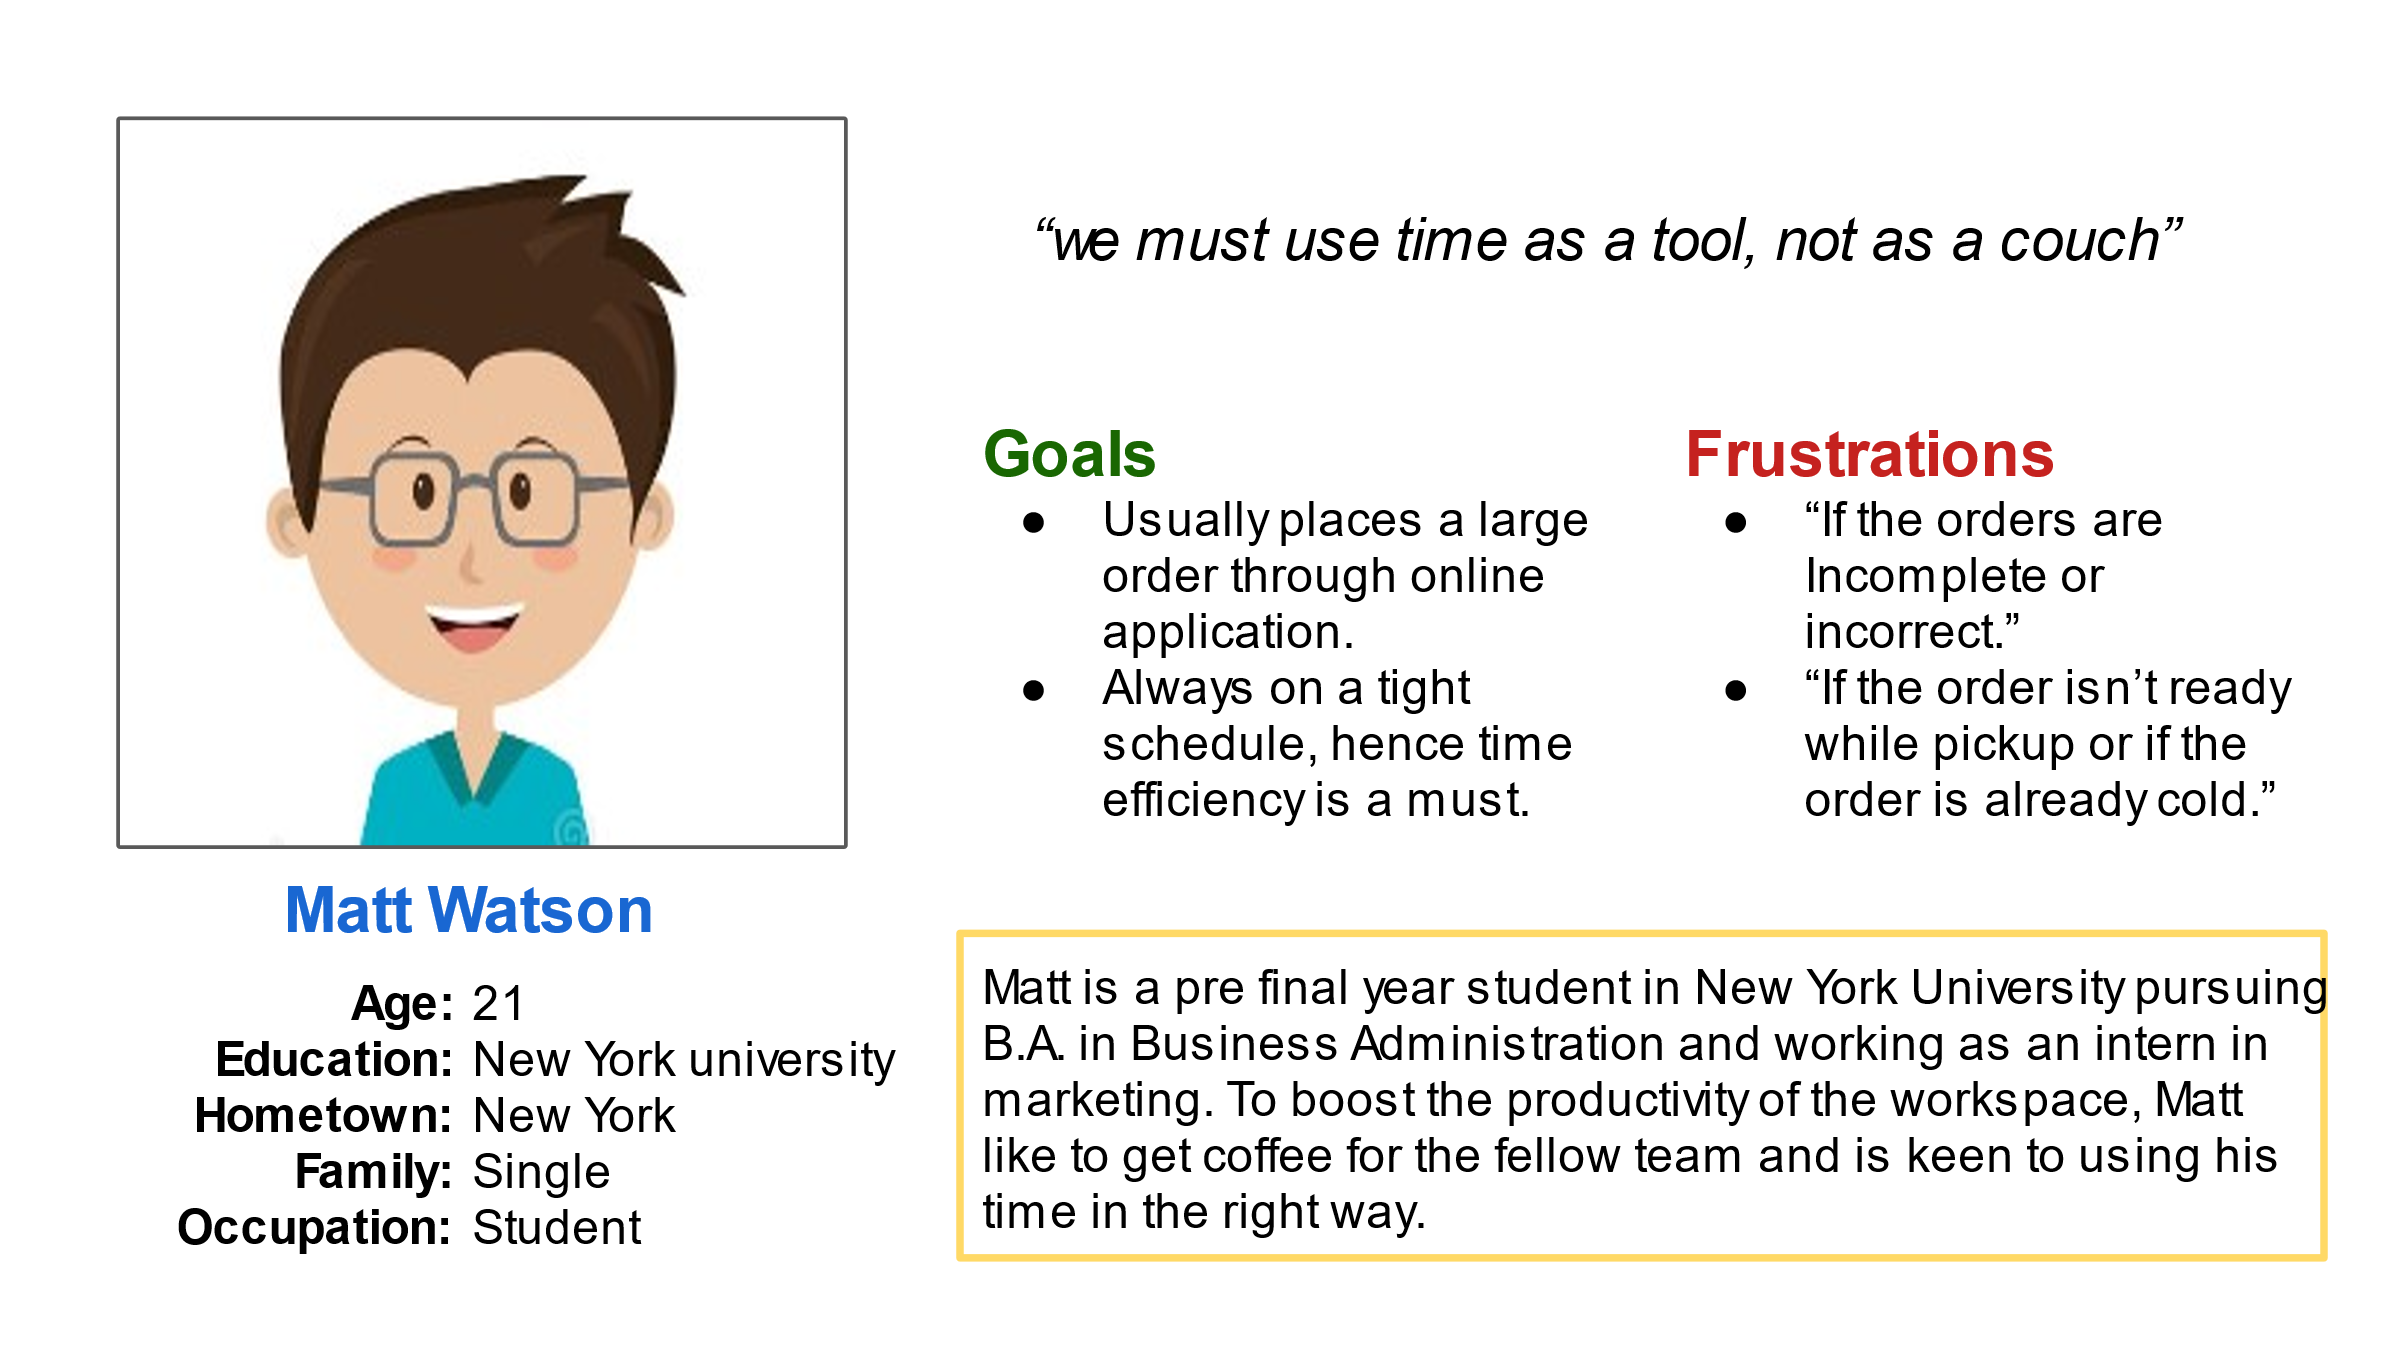 “we must use time as a tool, not as a couch”
Goals
● Usually places a large
order through online
application.
● Always on a tight
schedule, hence time
efficiency is a must.
Frustrations
● “If the orders are
Incomplete or
incorrect.”
● “If the order isn’t ready
while pickup or if the
order is already cold.”
Matt Watson
Age: 21
Education: New York university
Hometown: New York
Family: Single
Occupation: Student
Matt is a pre final year student in New York University pursuing
B.A. in Business Administration and working as an intern in
marketing. To boost the productivity of the workspace, Matt
like to get coffee for the fellow team and is keen to using his
time in the right way.